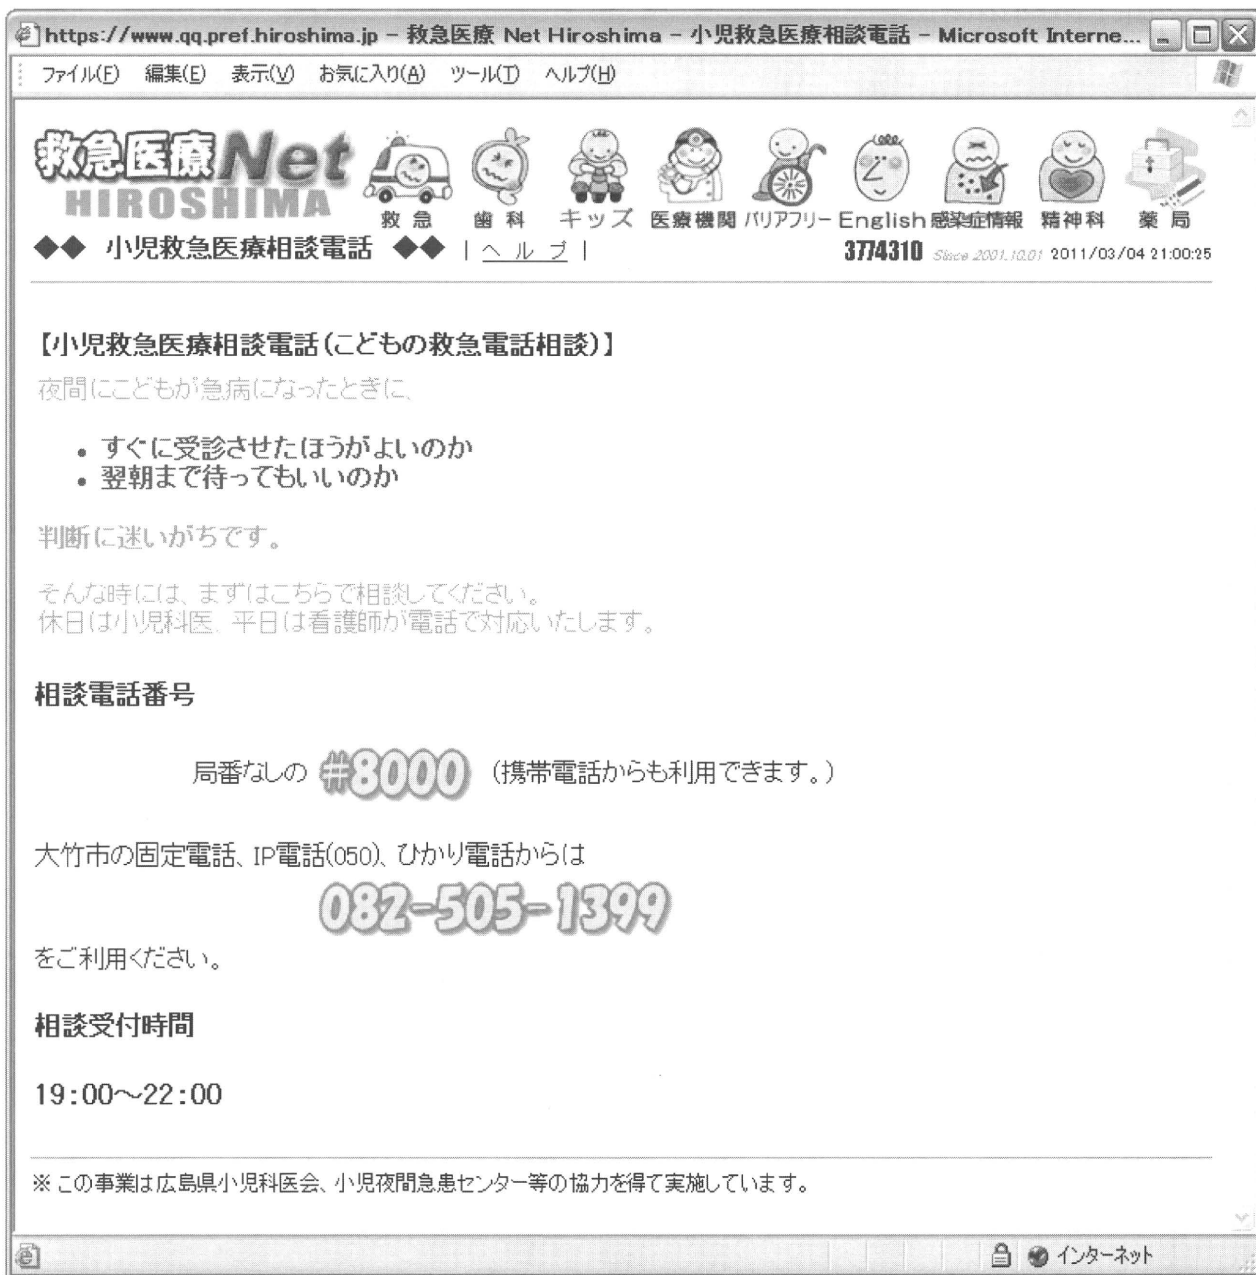 https://www.qq.pref.hiroshima.jp - 救急医療 Net Hiroshima - 小児救急医療相談電話 - Microsoft Interne...
ファイル(F) 編集(E) 表示(V) お気に入り(A) ツール(T) ヘルプ(H)
救急医療Net
HIROSHIMA
救急 歯科 キッズ 医療機関 バリアフリー English 感染症情報 精神科 薬局
◆◆ 小児救急医療相談電話 ◆◆ | ヘルプ | 3774310 Since 2001.10.01 2011/03/04 21:00:25
【小児救急医療相談電話(こどもの救急電話相談)】
夜間にこどもが急病になったときに、
• すぐに受診させたほうがよいのか
• 翌朝まで待ってもいいのか
判断に迷いがちです。
そんな時には、まずはこちらで相談してください。
休日は小児科医、平日は看護師が電話で対応いたします。
相談電話番号
局番なしの #8000 (携帯電話からも利用できます。)
大竹市の固定電話、IP電話(050)、ひかり電話からは
082-505-1399
をご利用ください。
相談受付時間
19:00~22:00
※ この事業は広島県小児科医会、小児夜間急患センター等の協力を得て実施しています。
インターネット